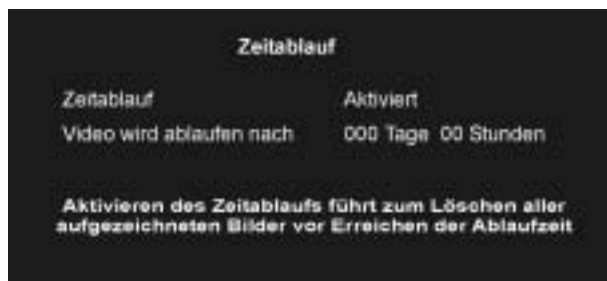 Zeitablauf
Zeitablauf Aktiviert
Video wird ablaufen nach 000 Tage 00 Stunden
Aktivieren des Zeitablaufs führt zum Löschen aller
aufgezeichneten Bilder vor Erreichen der Ablaufzeit